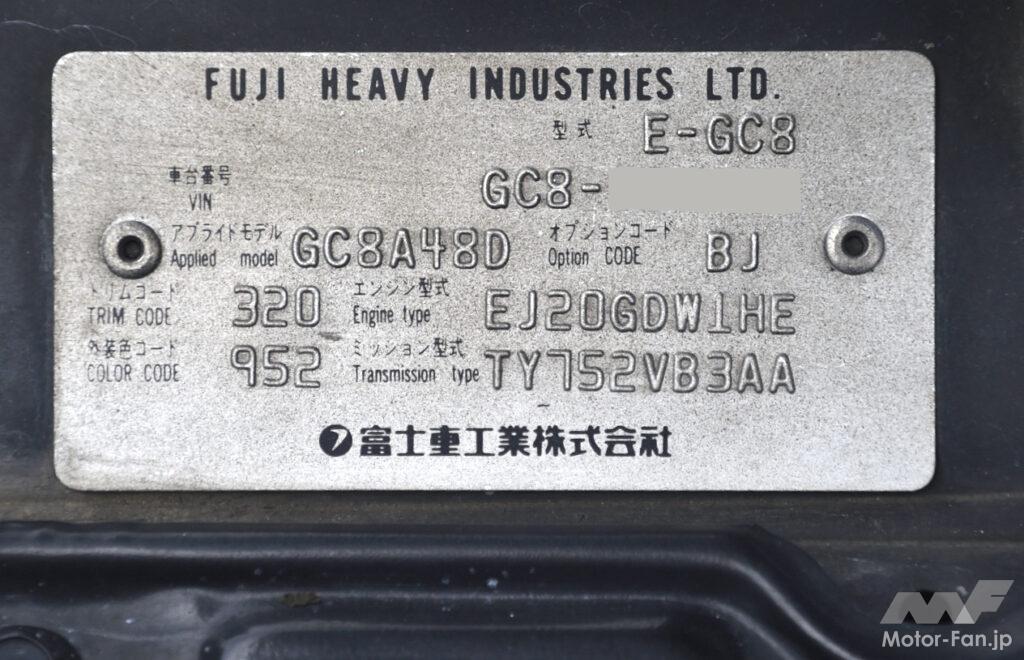 FUJI HEAVY INDUSTRIES LTD.
型式 E-GC8
車台番号 VIN GC8-
アプライドモデル Applied model GC8A48D オプションコード Option CODE BJ
トリムコード TRIM CODE 320 エンジン型式 Engine type EJ20GDW1HE
外装色コード COLOR CODE 952 ミッション型式 Transmission type TY752VB3AA
フ富士重工業株式会社
MF
Motor-Fan.jp